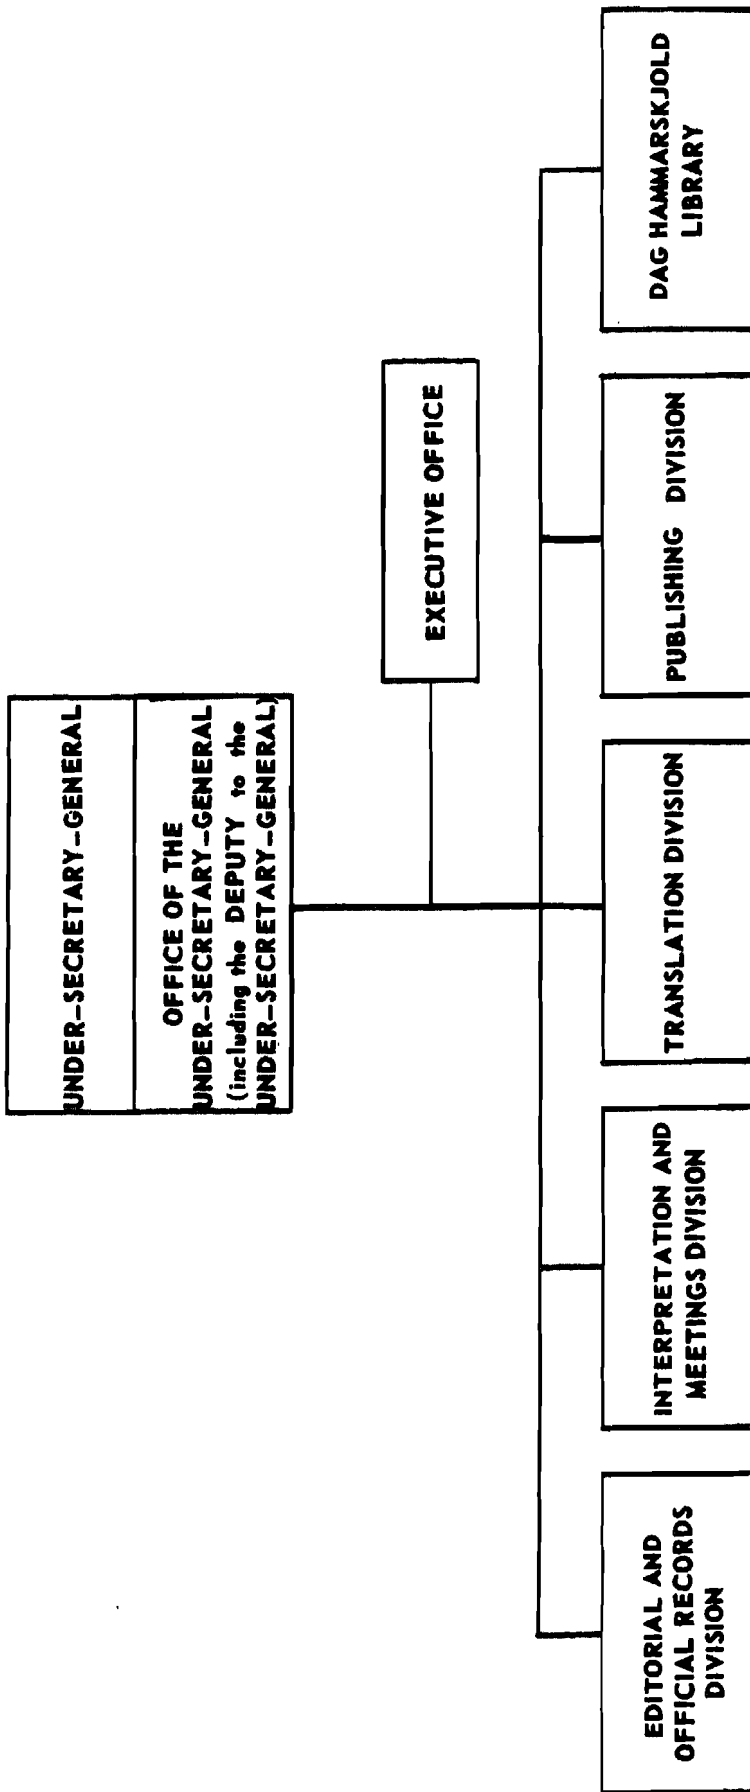 UNDER-SECRETARY-GENERAL
OFFICE OF THE
UNDER-SECRETARY-GENERAL
(including the DEPUTY to the
UNDER-SECRETARY-GENERAL)
EXECUTIVE OFFICE
EDITORIAL AND
OFFICIAL RECORDS
DIVISION
INTERPRETATION AND
MEETINGS DIVISION
TRANSLATION DIVISION
PUBLISHING DIVISION
DAG HAMMARSKJOLD
LIBRARY